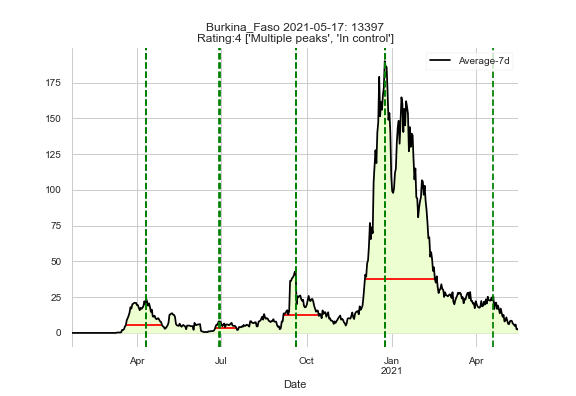 Burkina_Faso 2021-05-17: 13397
Rating:4 ['Multiple peaks', 'In control']
Average-7d
175
150
125
100
75
50
25
0
Apr
Jul
Oct
Jan
2021
Apr
Date